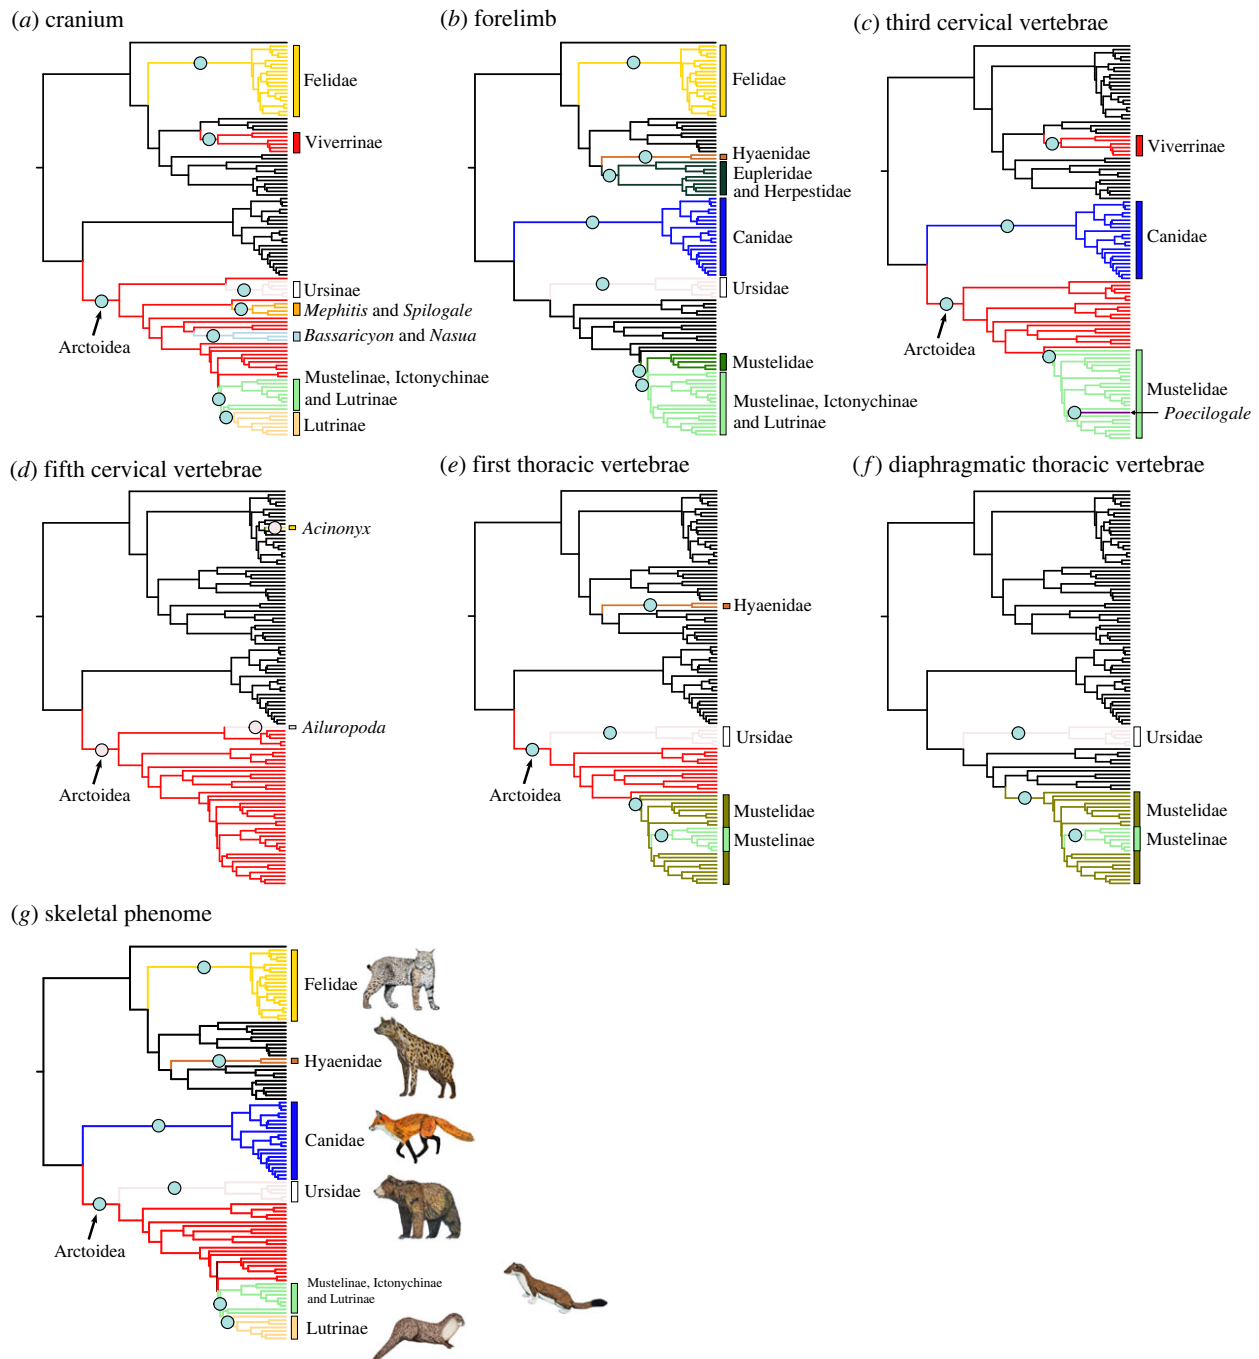 (a) cranium
Felidae
Viverrinae
Ursinae
Mephitis and Spilogale
Bassaricyon and Nasua
Arctoidea
Mustelinae, Ictonychinae
and Lutrinae
Lutrinae
(b) forelimb
Felidae
Hyaenidae
Eupleridae
and Herpestidae
Canidae
Ursidae
Mustelidae
Mustelinae, Ictonychinae
and Lutrinae
(c) third cervical vertebrae
Viverrinae
Canidae
Arctoidea
Mustelidae
Poecilogale
(d) fifth cervical vertebrae
Acinonyx
Ailuropoda
Arctoidea
(e) first thoracic vertebrae
Hyaenidae
Ursidae
Arctoidea
Mustelidae
Mustelinae
(f) diaphragmatic thoracic vertebrae
Ursidae
Mustelidae
Mustelinae
(g) skeletal phenome
Felidae
Hyaenidae
Canidae
Ursidae
Arctoidea
Mustelinae, Ictonychinae
and Lutrinae
Lutrinae